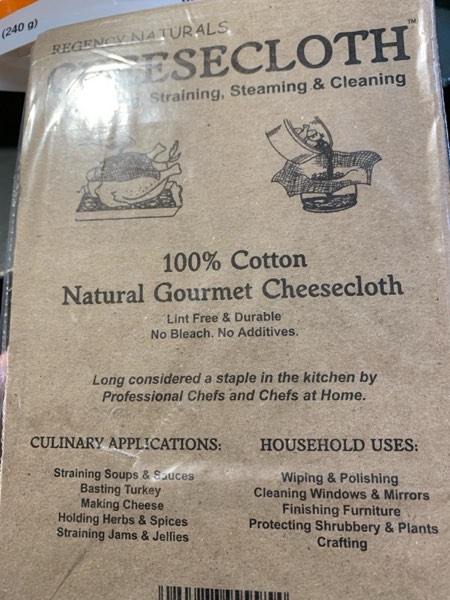 (240 g)
REGENCY NATURALS
CHEESECLOTH™
Straining, Steaming & Cleaning
100% Cotton
Natural Gourmet Cheesecloth
Lint Free & Durable
No Bleach. No Additives.
Long considered a staple in the kitchen by
Professional Chefs and Chefs at Home.
CULINARY APPLICATIONS:
Straining Soups & Sauces
Basting Turkey
Making Cheese
Holding Herbs & Spices
Straining Jams & Jellies
HOUSEHOLD USES:
Wiping & Polishing
Cleaning Windows & Mirrors
Finishing Furniture
Protecting Shrubbery & Plants
Crafting